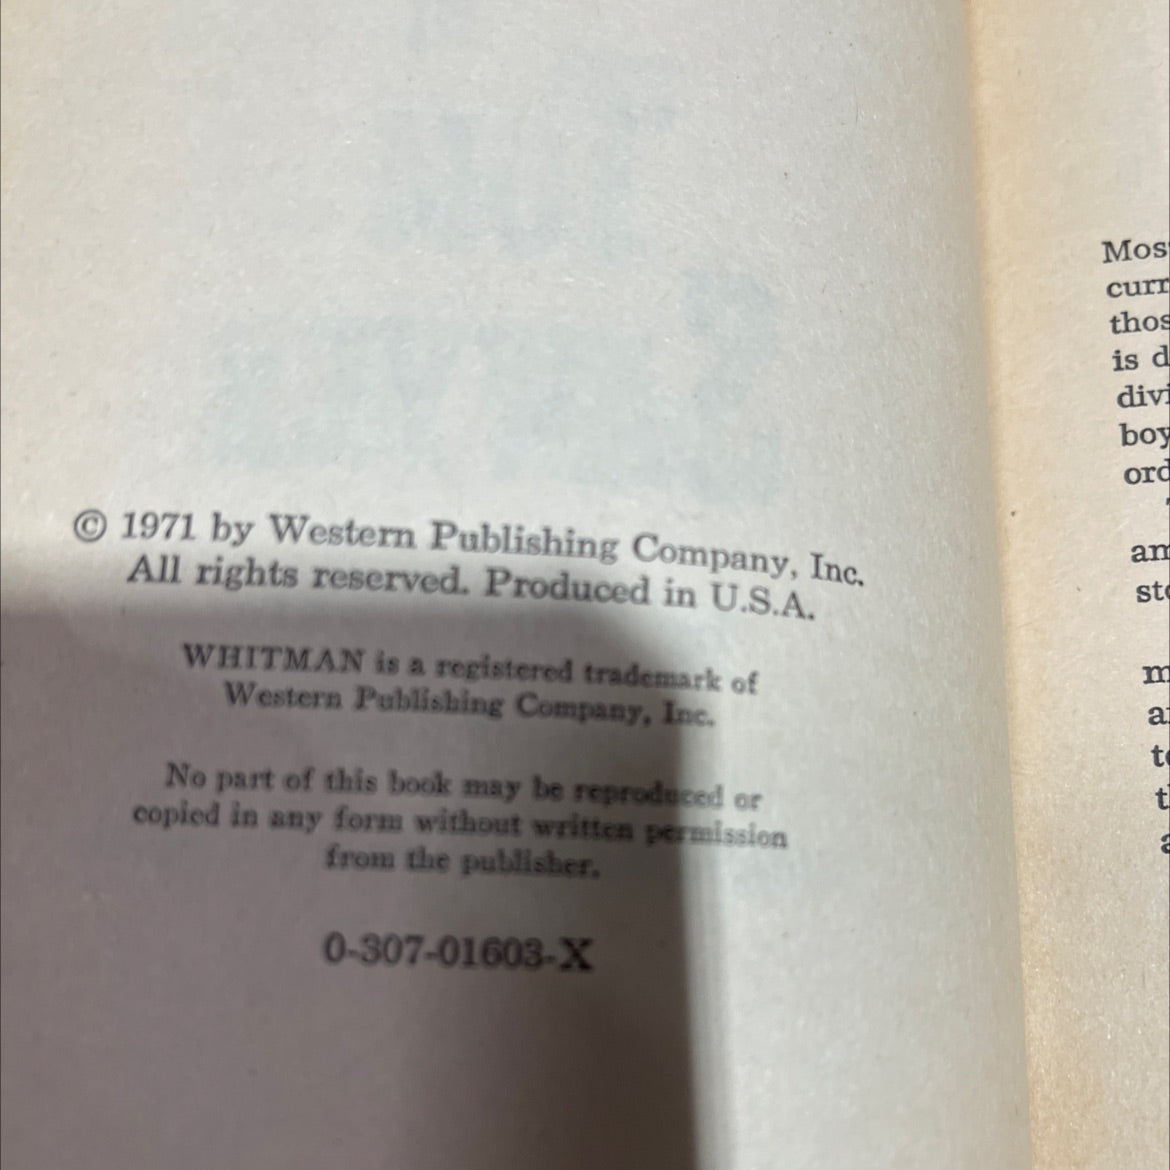 © 1971 by Western Publishing Company, Inc.
All rights reserved. Produced in U.S.A.
WHITMAN is a registered trademark of
Western Publishing Company, Inc.
No part of this book may be reproduced or
copied in any form without written permission
from the publisher.
0-307-01603-X
Mos
curr
thos
is d
divi
boy
ord
am
sto
m
a
to
t
a